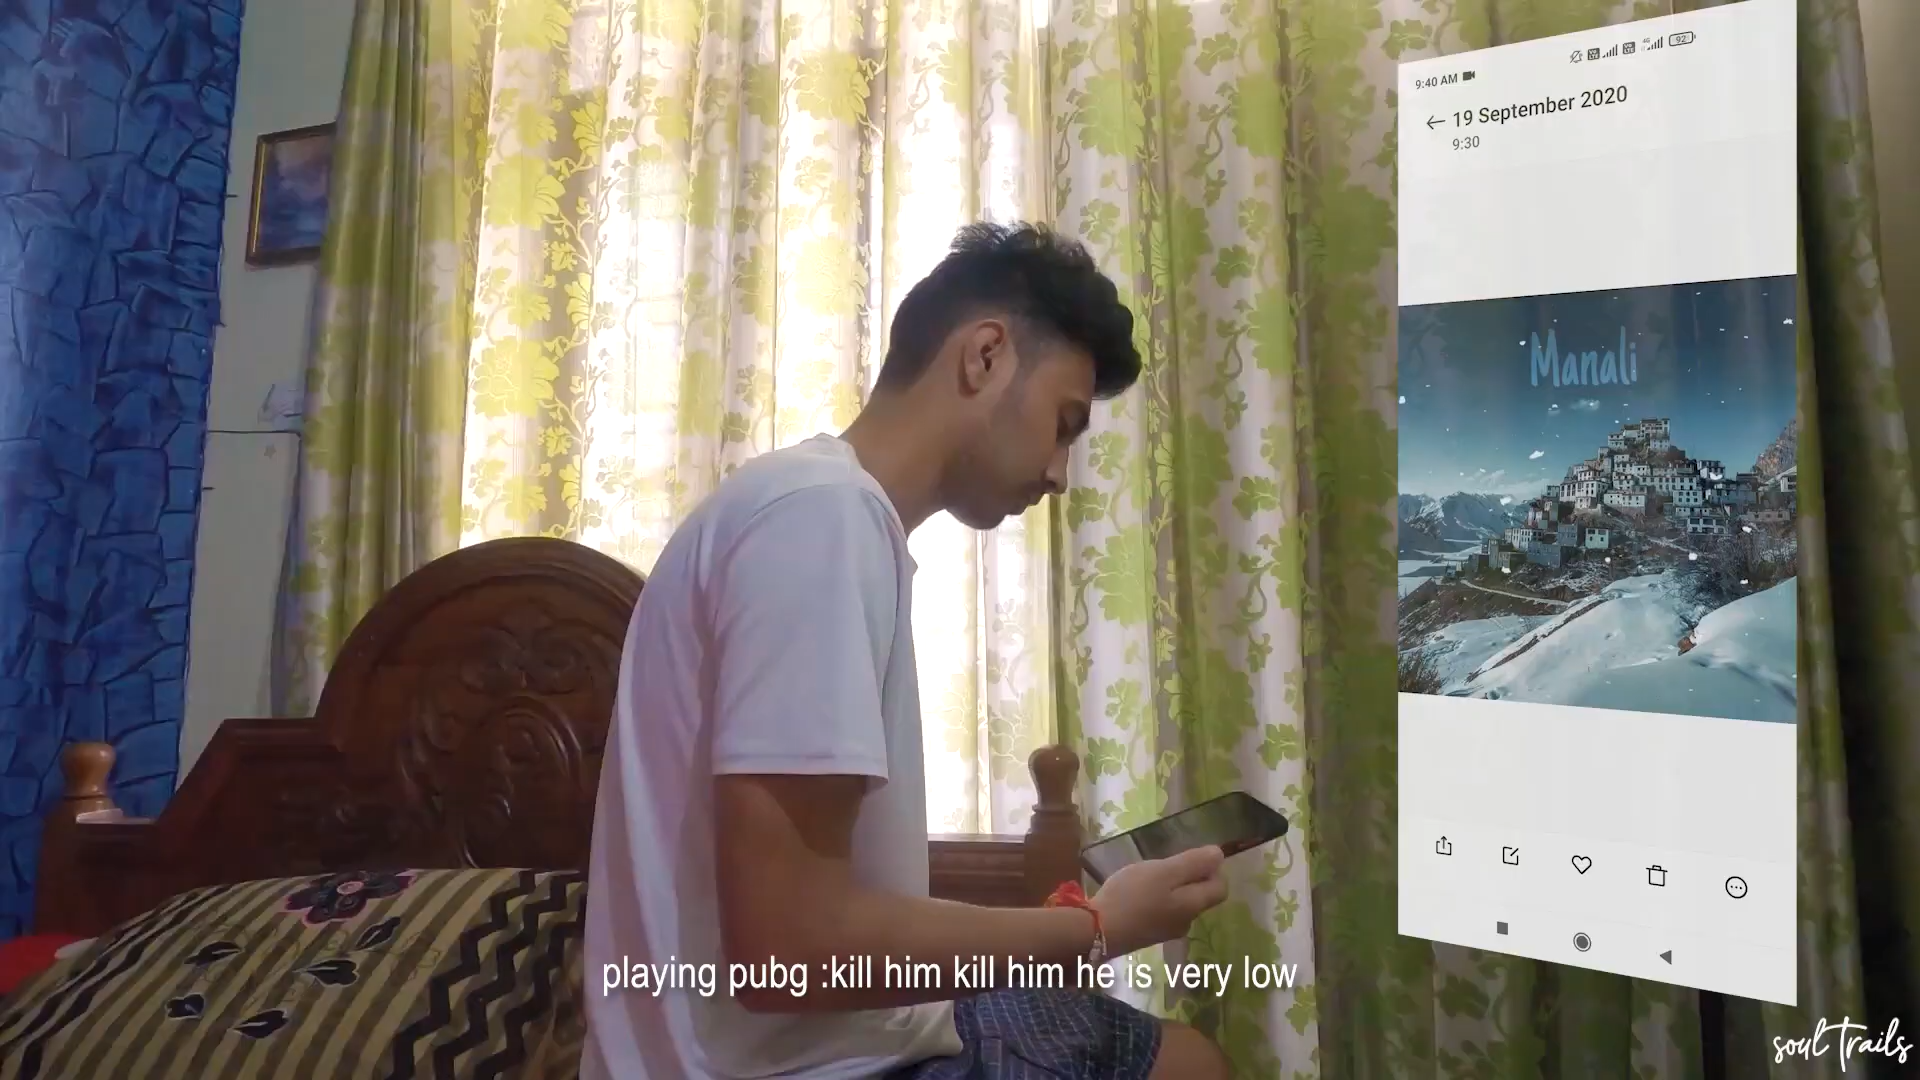 9:40 AM
4G
92
19 September 2020
9:30
Manali
playing pubg :kill him kill him he is very low
soul Trails